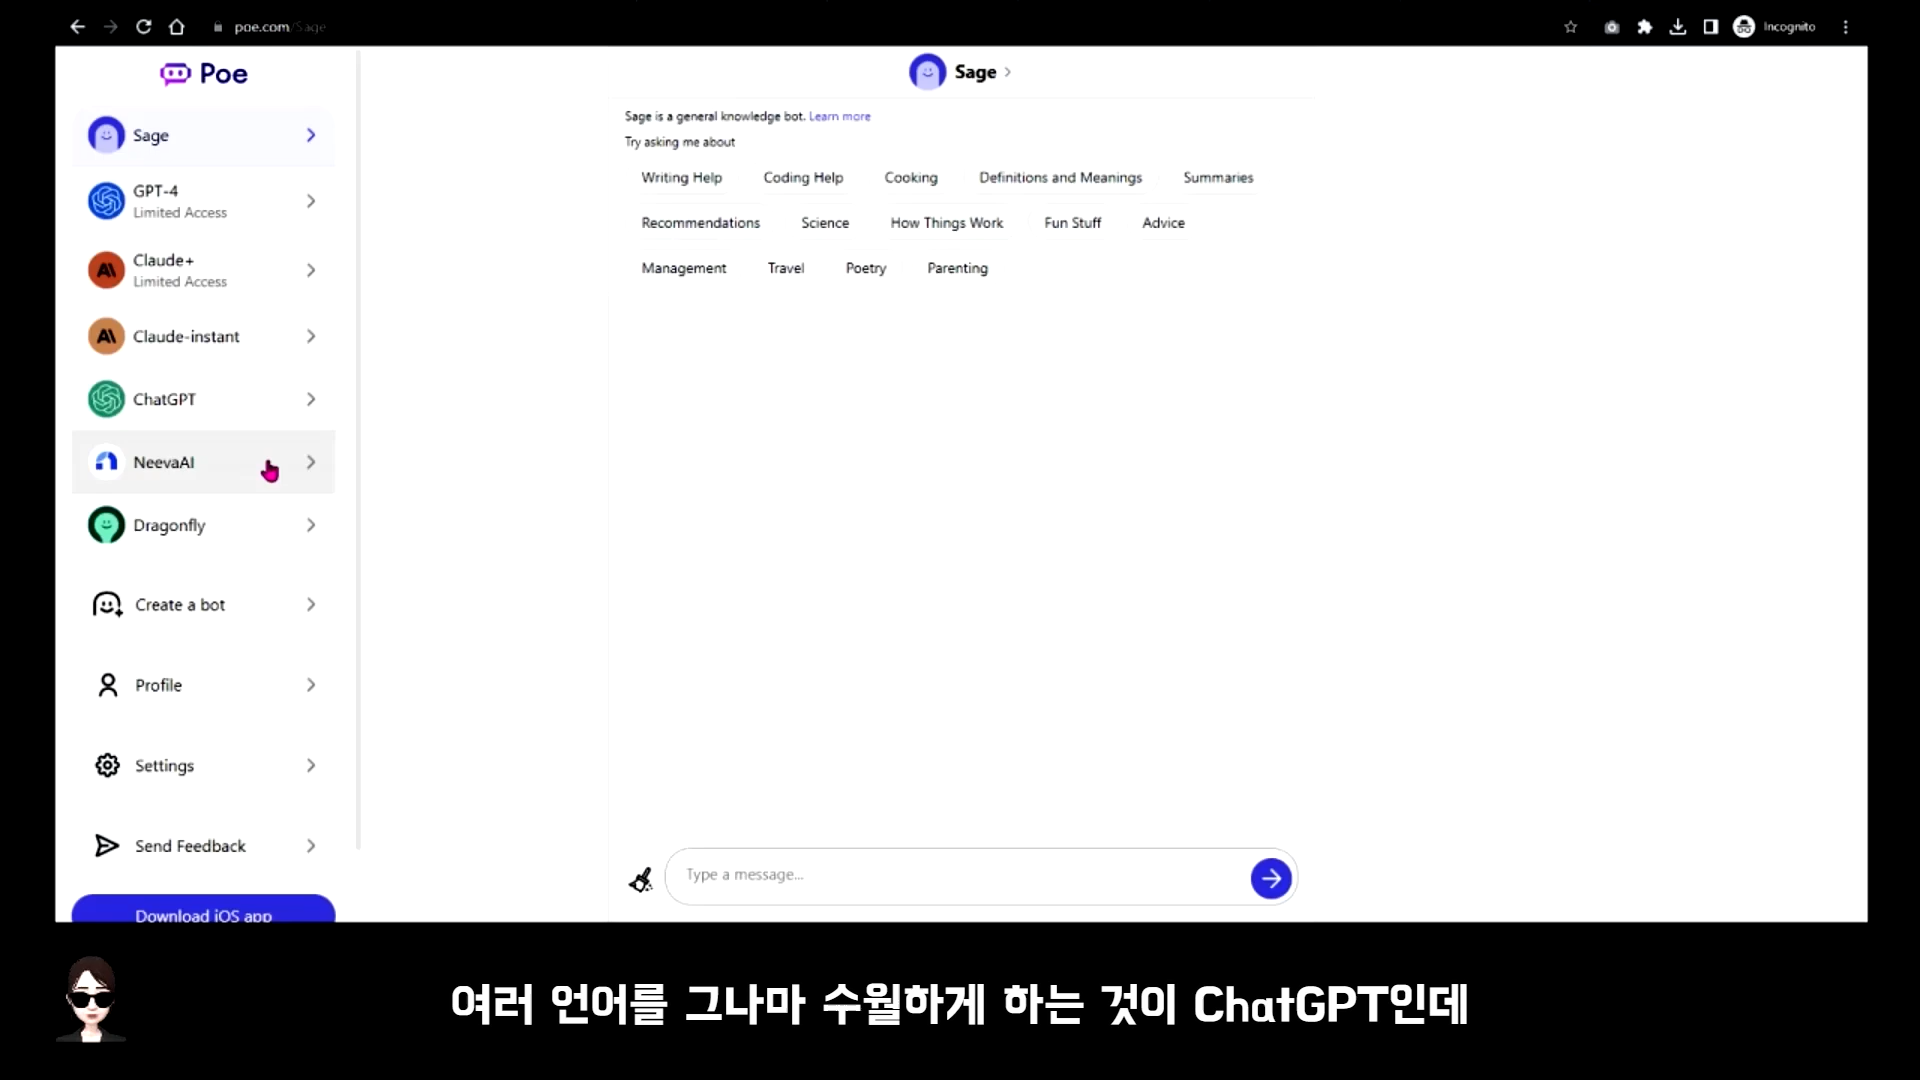 poe.com/Sage
Incognito
Poe
Sage
GPT-4
Limited Access
Claude+
Limited Access
Claude-instant
ChatGPT
NeevaAI
Dragonfly
Create a bot
Profile
Settings
Send Feedback
Download iOS app
Sage
Sage is a general knowledge bot. Learn more
Try asking me about
Writing Help Coding Help Cooking Definitions and Meanings Summaries
Recommendations Science How Things Work Fun Stuff Advice
Management Travel Poetry Parenting
Type a message...
여러 언어를 그나마 수월하게 하는 것이 ChatGPT인데